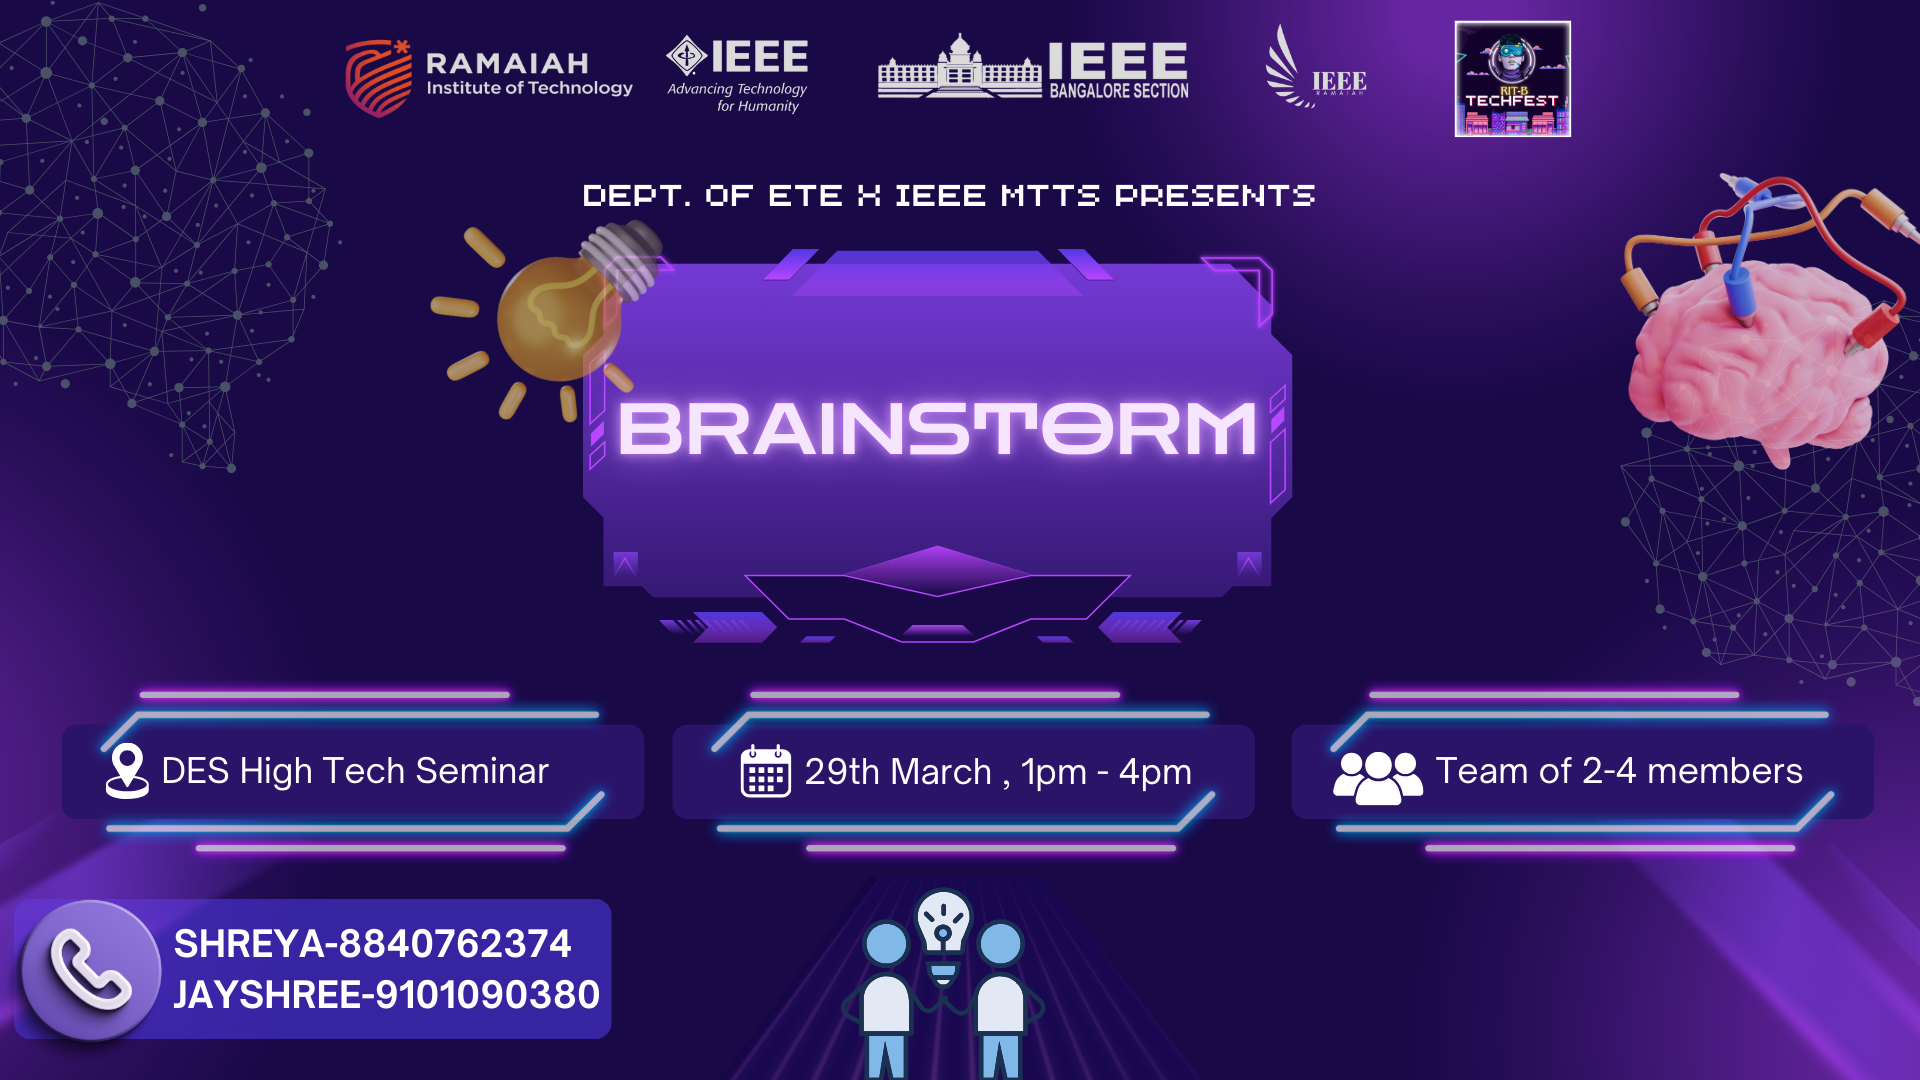 RAMAIAH
Institute of Technology
IEEE
Advancing Technology
for Humanity
IEEE
BANGALORE SECTION
IEEE
RAMAIAH
RIT-B
TECHFEST
DEPT. OF ETE X IEEE MTTS PRESENTS
BRAINSTORM
DES High Tech Seminar
29th March , 1pm - 4pm
Team of 2-4 members
SHREYA-8840762374
JAYSHREE-9101090380